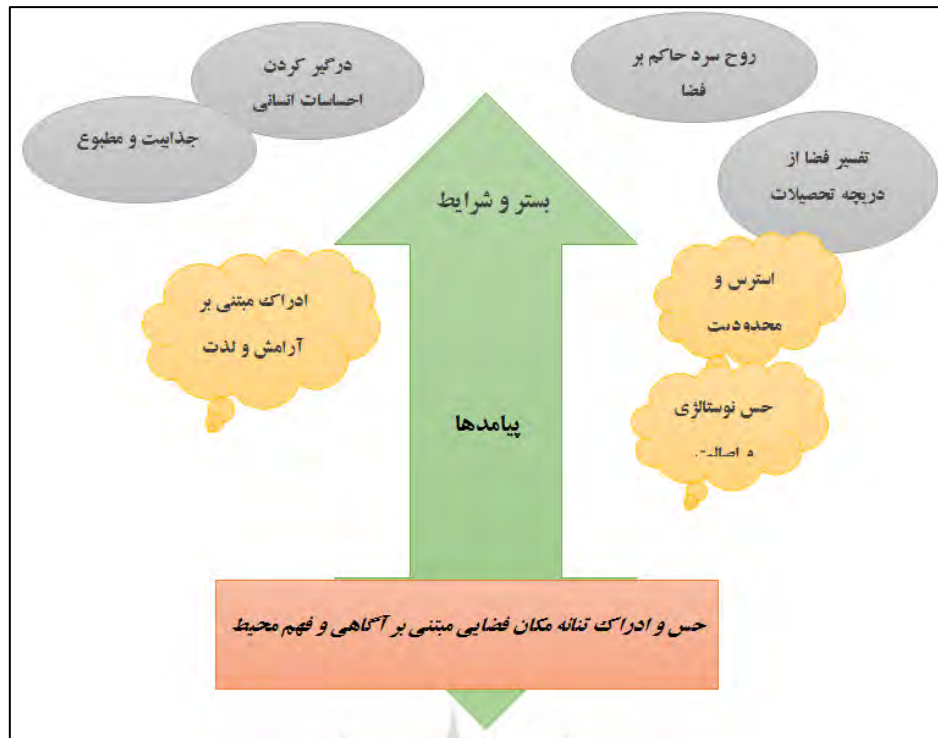 روح سرد حاکم بر
فضا
درگیر کردن
احساسات انسانی
جذابیت و مطبوع
تفسیر فضا از
دریچه تحصیلات
بستر و شرایط
استرس و
محدودیت
ادراک مبتنی بر
آرامش و لذت
حس نوستالژی
و اصالت
پیامدها
حس و ادراک تنانه مکان فضایی مبتنی بر آگاهی و فهم محیط